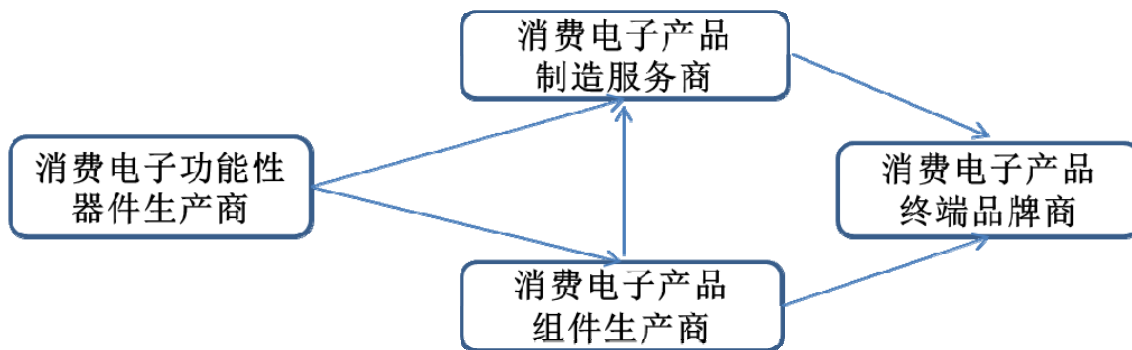 消费电子产品
制造服务商
消费电子功能性
器件生产商
消费电子产品
终端品牌商
消费电子产品
组件生产商